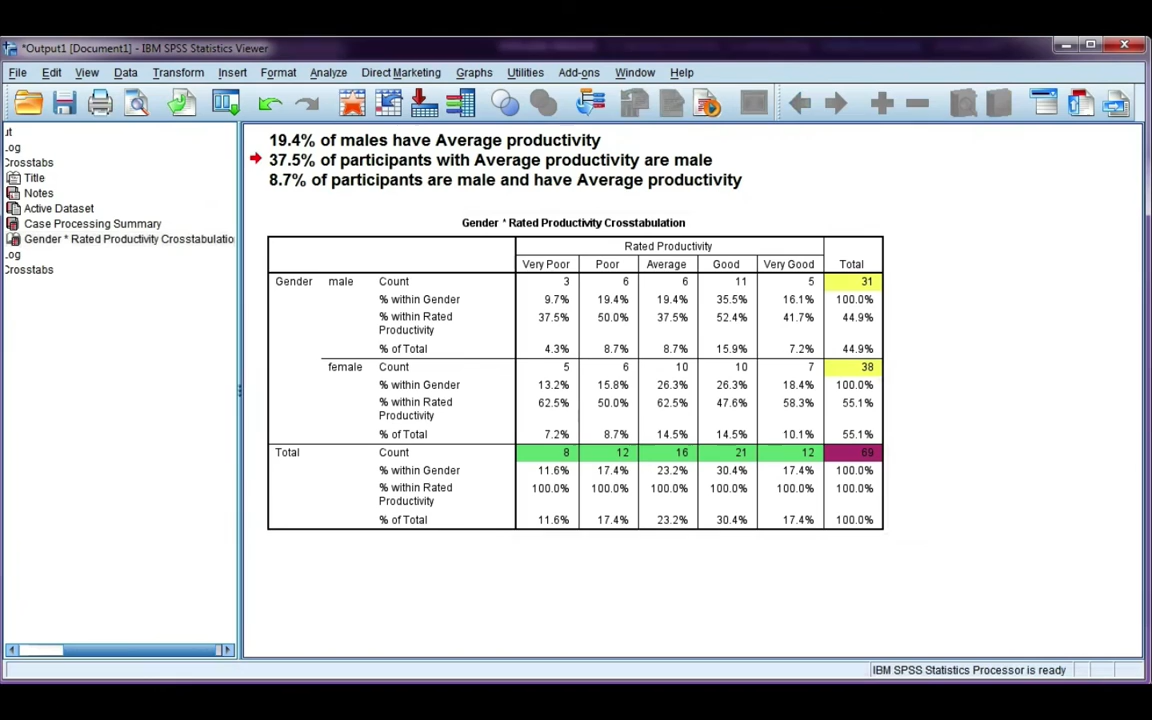 *Output1 [Document1] - IBM SPSS Statistics Viewer
File Edit View Data Transform Insert Format Analyze Direct Marketing Graphs Utilities Add-ons Window Help
ut
Log
Crosstabs
Title
Notes
Active Dataset
Case Processing Summary
Gender * Rated Productivity Crosstabulatio
Log
Crosstabs
19.4% of males have Average productivity
37.5% of participants with Average productivity are male
8.7% of participants are male and have Average productivity
Gender * Rated Productivity Crosstabulation
Rated Productivity
Very Poor Poor Average Good Very Good Total
Gender male Count 3 6 6 11 5 31
% within Gender 9.7% 19.4% 19.4% 35.5% 16.1% 100.0%
% within Rated Productivity 37.5% 50.0% 37.5% 52.4% 41.7% 44.9%
% of Total 4.3% 8.7% 8.7% 15.9% 7.2% 44.9%
female Count 5 6 10 10 7 38
% within Gender 13.2% 15.8% 26.3% 26.3% 18.4% 100.0%
% within Rated Productivity 62.5% 50.0% 62.5% 47.6% 58.3% 55.1%
% of Total 7.2% 8.7% 14.5% 14.5% 10.1% 55.1%
Total Count 8 12 16 21 12 69
% within Gender 11.6% 17.4% 23.2% 30.4% 17.4% 100.0%
% within Rated Productivity 100.0% 100.0% 100.0% 100.0% 100.0% 100.0%
% of Total 11.6% 17.4% 23.2% 30.4% 17.4% 100.0%
IBM SPSS Statistics Processor is ready